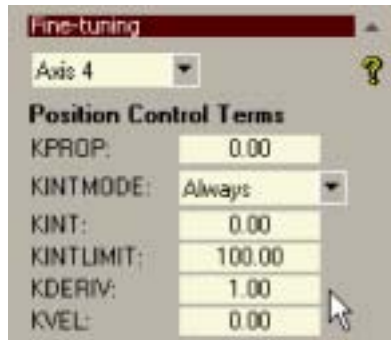 Fine-tuning
Axis 4
Position Control Terms
KPROP: 0.00
KINTMODE: Always
KINT: 0.00
KINTLIMIT: 100.00
KDERIV: 1.00
KVEL: 0.00